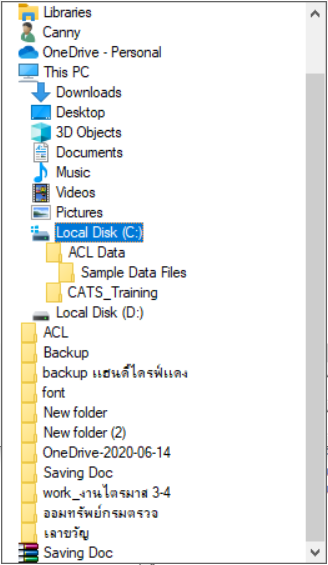 Libraries
Canny
OneDrive - Personal
This PC
Downloads
Desktop
3D Objects
Documents
Music
Videos
Pictures
Local Disk (C:)
ACL Data
Sample Data Files
CATS_Training
Local Disk (D:)
ACL
Backup
backup แฮนดี้ไดรฟ์แดง
font
New folder
New folder (2)
OneDrive-2020-06-14
Saving Doc
work_งานไตรมาส 3-4
ออมทรัพย์กรมตรวจ
เลาขวัญ
Saving Doc